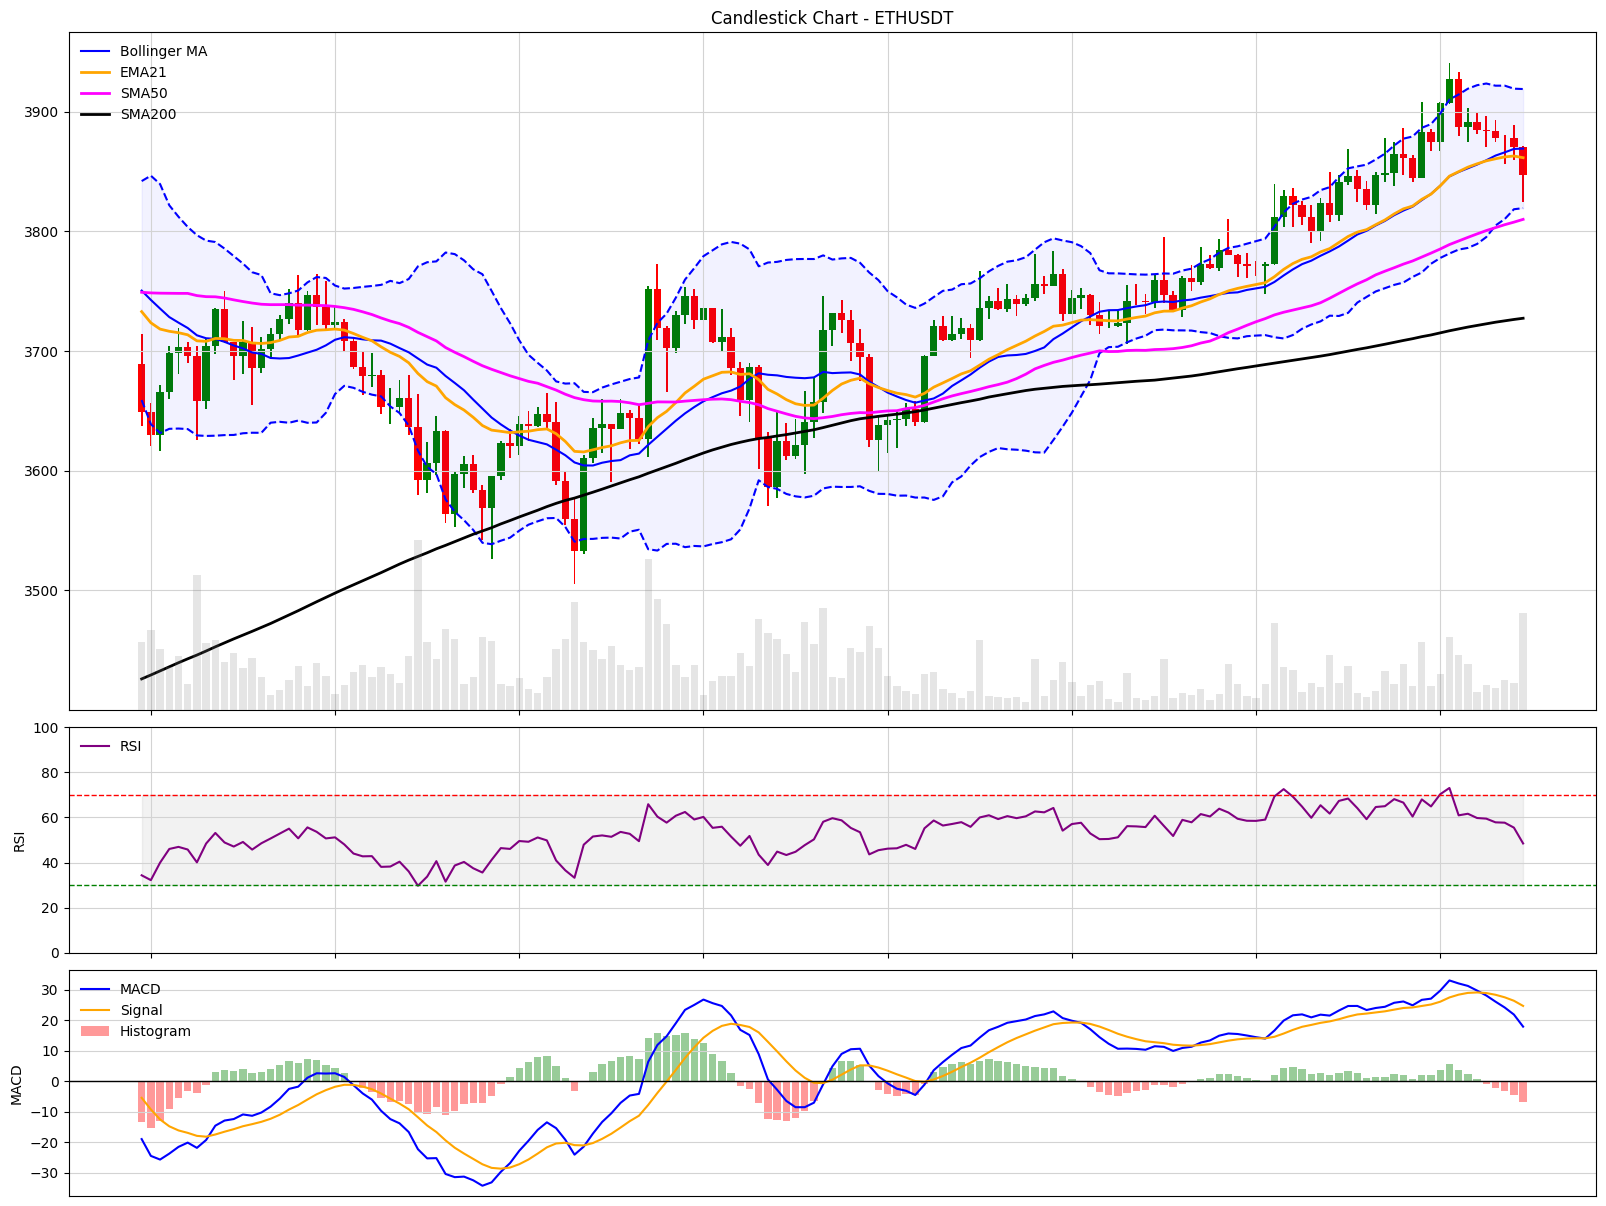 Candlestick Chart - ETHUSDT
Bollinger MA
EMA21
SMA50
SMA200
3900
3800
3700
3600
3500
RSI
100
80
60
40
20
0
RSI
MACD
Signal
Histogram
30
20
10
0
−10
−20
−30
MACD